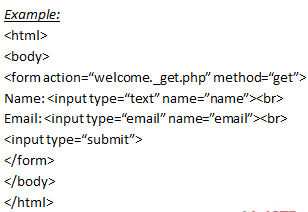 Example:
<html>
<body>
<form action=“welcome._get.php” method=“get”>
Name: <input type=“text” name=“name”><br>
Email: <input type=“email” name=“email”><br>
<input type=“submit”>
</form>
</body>
</html>